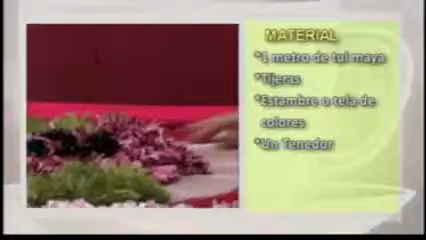 MATERIAL
*1 metro de tul maya
*Tijeras
*Estambre o tela de
colores
*Un Tenedor